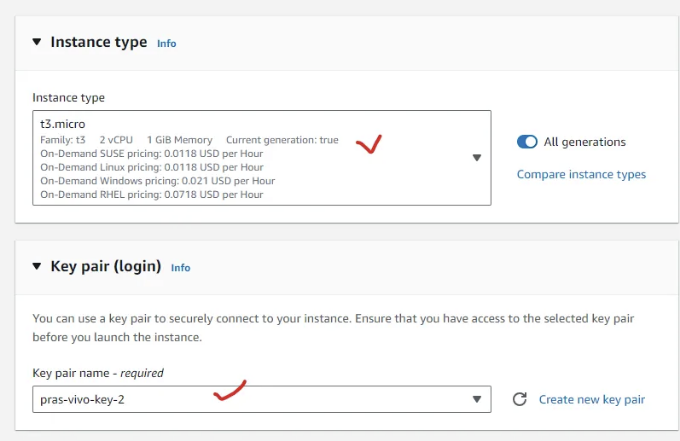 Instance type Info
Instance type
t3.micro
Family: t3 2 vCPU 1 GiB Memory Current generation: true
On-Demand SUSE pricing: 0.0118 USD per Hour
On-Demand Linux pricing: 0.0118 USD per Hour
On-Demand Windows pricing: 0.021 USD per Hour
On-Demand RHEL pricing: 0.0718 USD per Hour
All generations
Compare instance types
Key pair (login) Info
You can use a key pair to securely connect to your instance. Ensure that you have access to the selected key pair
before you launch the instance.
Key pair name - required
pras-vivo-key-2
Create new key pair